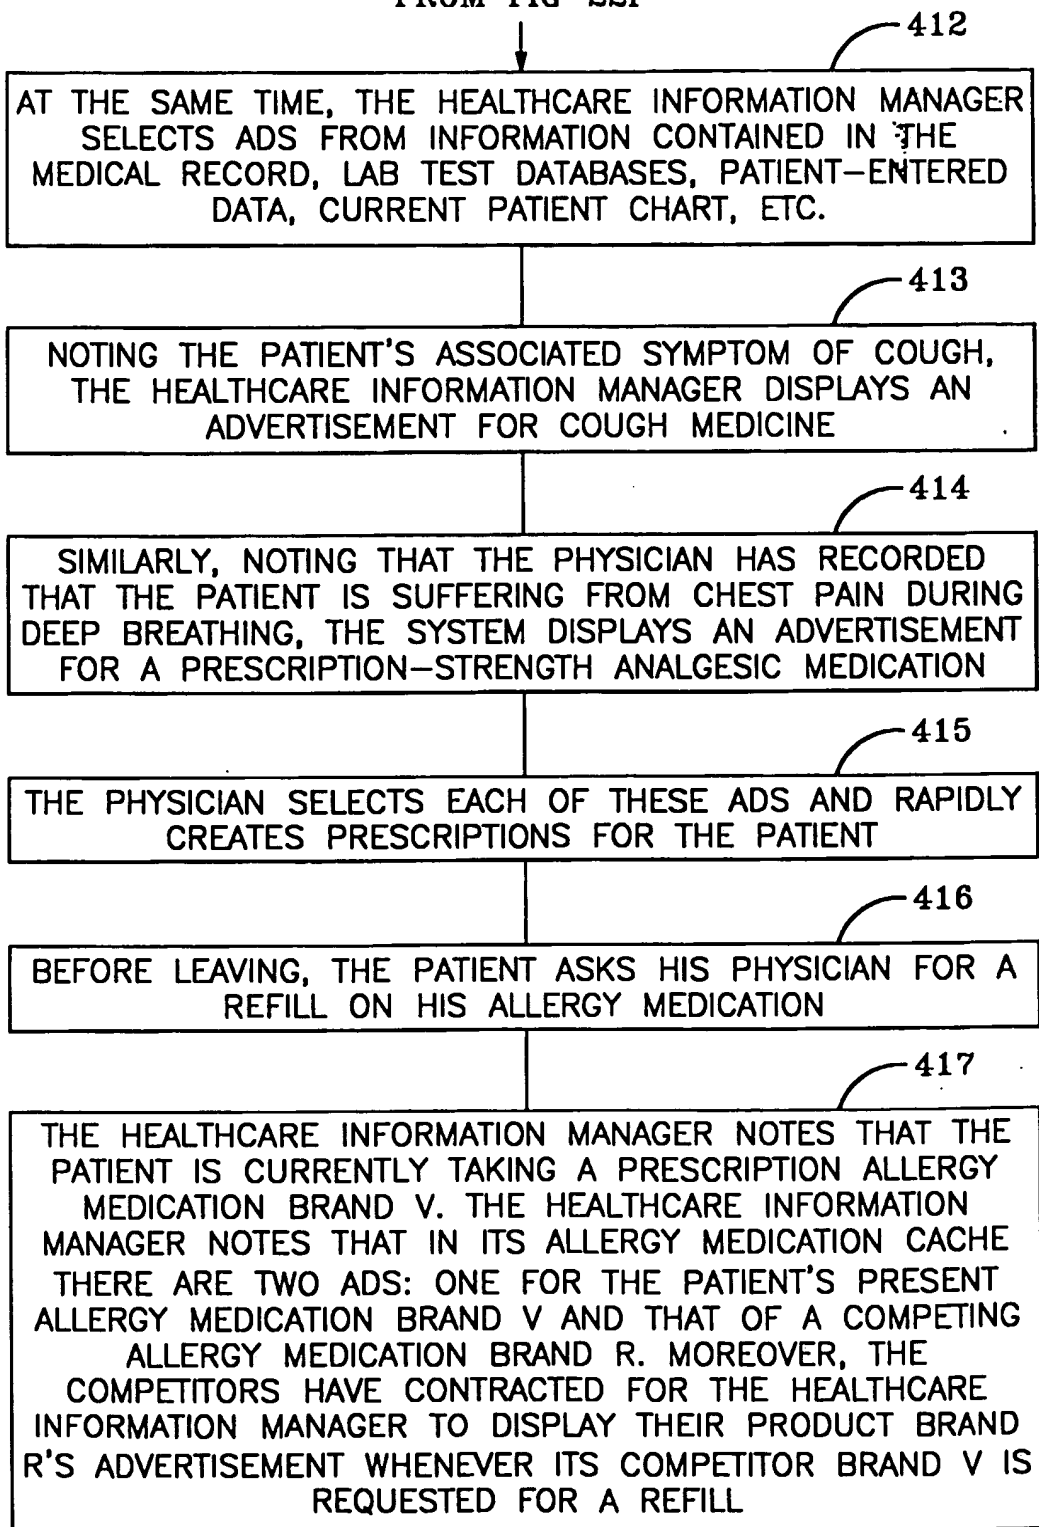 412
AT THE SAME TIME, THE HEALTHCARE INFORMATION MANAGER
SELECTS ADS FROM INFORMATION CONTAINED IN THE
MEDICAL RECORD, LAB TEST DATABASES, PATIENT-ENTERED
DATA, CURRENT PATIENT CHART, ETC.
413
NOTING THE PATIENT'S ASSOCIATED SYMPTOM OF COUGH,
THE HEALTHCARE INFORMATION MANAGER DISPLAYS AN
ADVERTISEMENT FOR COUGH MEDICINE
414
SIMILARLY, NOTING THAT THE PHYSICIAN HAS RECORDED
THAT THE PATIENT IS SUFFERING FROM CHEST PAIN DURING
DEEP BREATHING, THE SYSTEM DISPLAYS AN ADVERTISEMENT
FOR A PRESCRIPTION-STRENGTH ANALGESIC MEDICATION
415
THE PHYSICIAN SELECTS EACH OF THESE ADS AND RAPIDLY
CREATES PRESCRIPTIONS FOR THE PATIENT
416
BEFORE LEAVING, THE PATIENT ASKS HIS PHYSICIAN FOR A
REFILL ON HIS ALLERGY MEDICATION
417
THE HEALTHCARE INFORMATION MANAGER NOTES THAT THE
PATIENT IS CURRENTLY TAKING A PRESCRIPTION ALLERGY
MEDICATION BRAND V. THE HEALTHCARE INFORMATION
MANAGER NOTES THAT IN ITS ALLERGY MEDICATION CACHE
THERE ARE TWO ADS: ONE FOR THE PATIENT'S PRESENT
ALLERGY MEDICATION BRAND V AND THAT OF A COMPETING
ALLERGY MEDICATION BRAND R. MOREOVER, THE
COMPETITORS HAVE CONTRACTED FOR THE HEALTHCARE
INFORMATION MANAGER TO DISPLAY THEIR PRODUCT BRAND
R'S ADVERTISEMENT WHENEVER ITS COMPETITOR BRAND V IS
REQUESTED FOR A REFILL